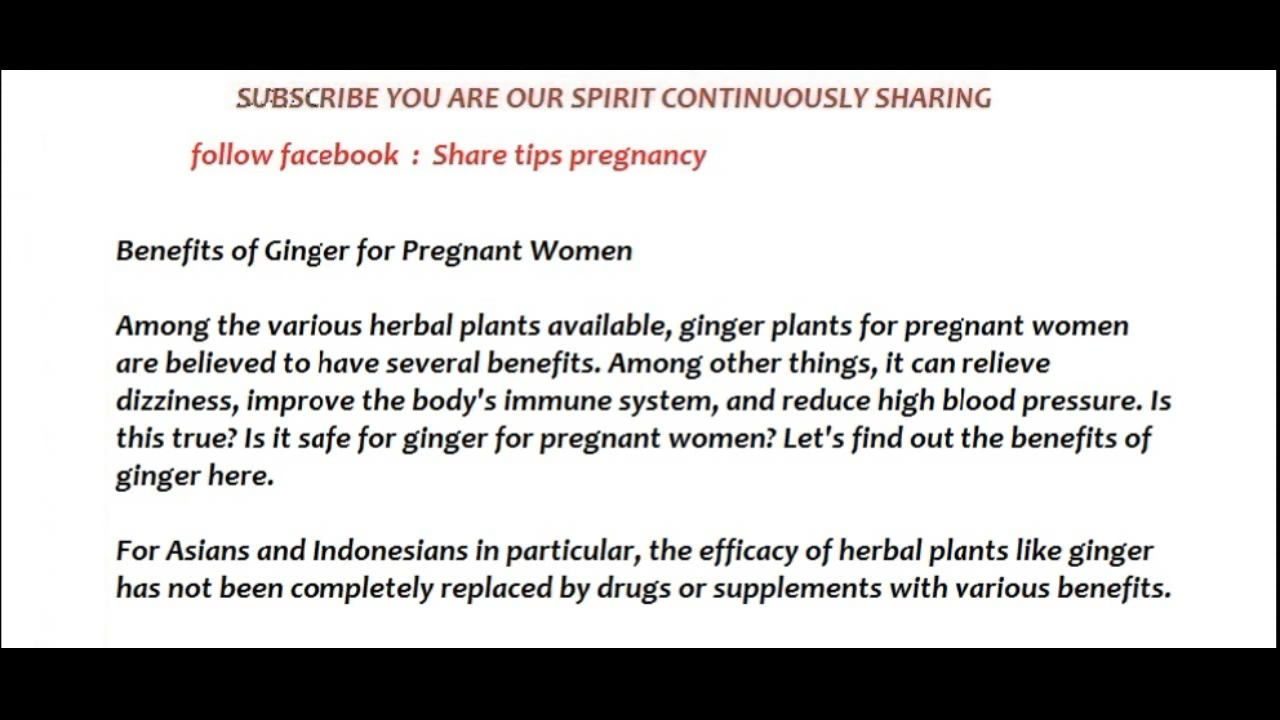 SUBSCRIBE YOU ARE OUR SPIRIT CONTINUOUSLY SHARING
follow facebook : Share tips pregnancy
Benefits of Ginger for Pregnant Women
Among the various herbal plants available, ginger plants for pregnant women
are believed to have several benefits. Among other things, it can relieve
dizziness, improve the body's immune system, and reduce high blood pressure. Is
this true? Is it safe for ginger for pregnant women? Let's find out the benefits of
ginger here.
For Asians and Indonesians in particular, the efficacy of herbal plants like ginger
has not been completely replaced by drugs or supplements with various benefits.